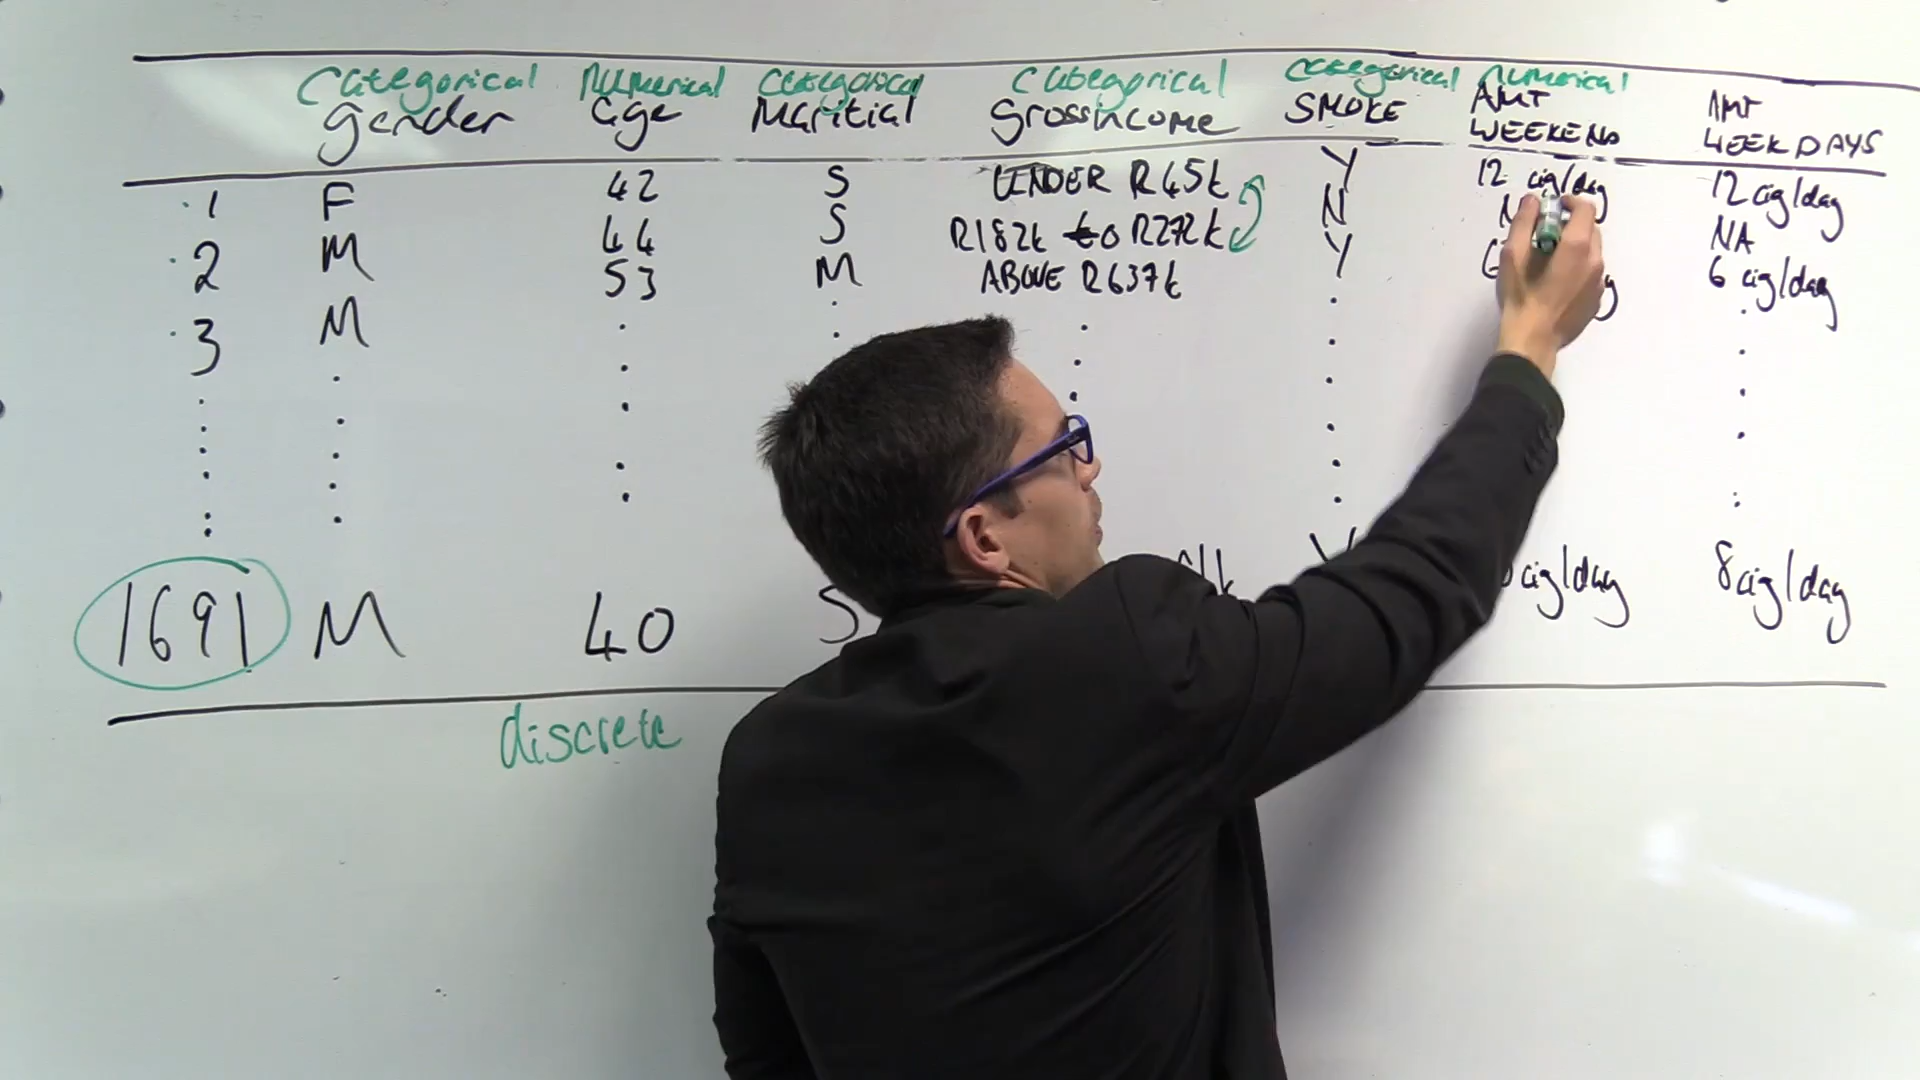 Categorical Numerical Categorical Categorical Categorical Numerical
gender age Maritial grossincome SMOKE AMT WEEKEND AMT WEEKDAYS
1 F 42 S UNDER R45k Y 12 cig/day 12 cig/day
2 M 44 S R182k to R272k N NA
3 M 53 M ABOVE R637k Y 6 cig/day
1691 M 40 S cig/day 8 cig/day
discrete